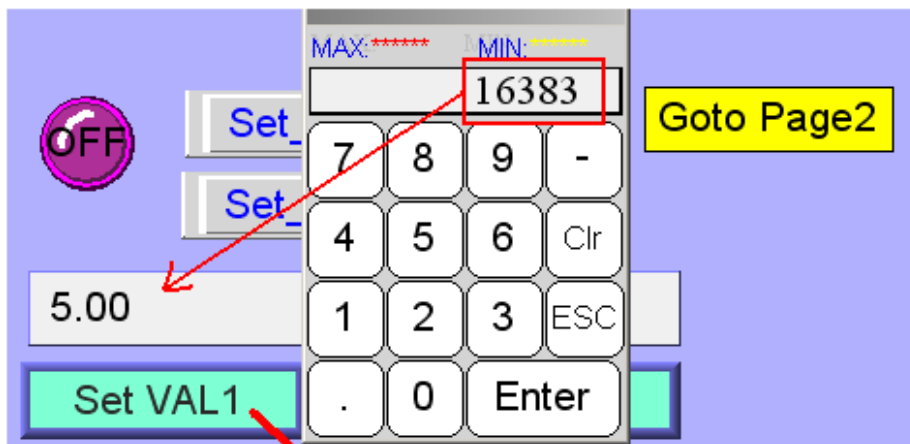 MAX:****** MIN:******
16383
Goto Page2
OFF
Set_
Set_
7 8 9 -
4 5 6 Clr
1 2 3 ESC
. 0 Enter
5.00
Set VAL1